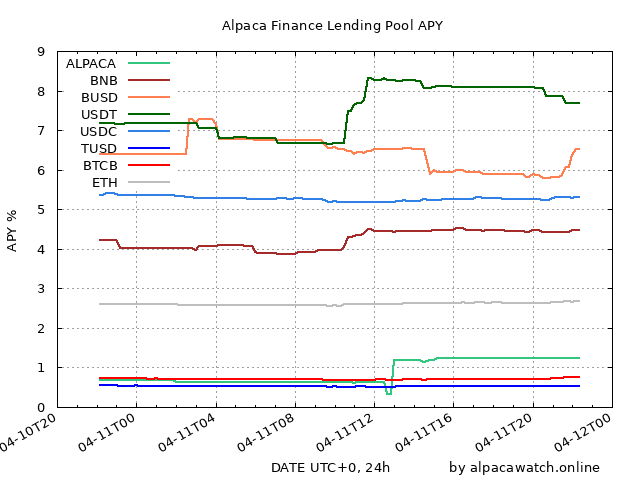 Alpaca Finance Lending Pool APY
ALPACA
BNB
BUSD
USDT
USDC
TUSD
BTCB
ETH
APY %
9
8
7
6
5
4
3
2
1
0
04-10T20
04-11T00
04-11T04
04-11T08
04-11T12
04-11T16
04-11T20
04-12T00
DATE UTC+0, 24h
by alpacawatch.online